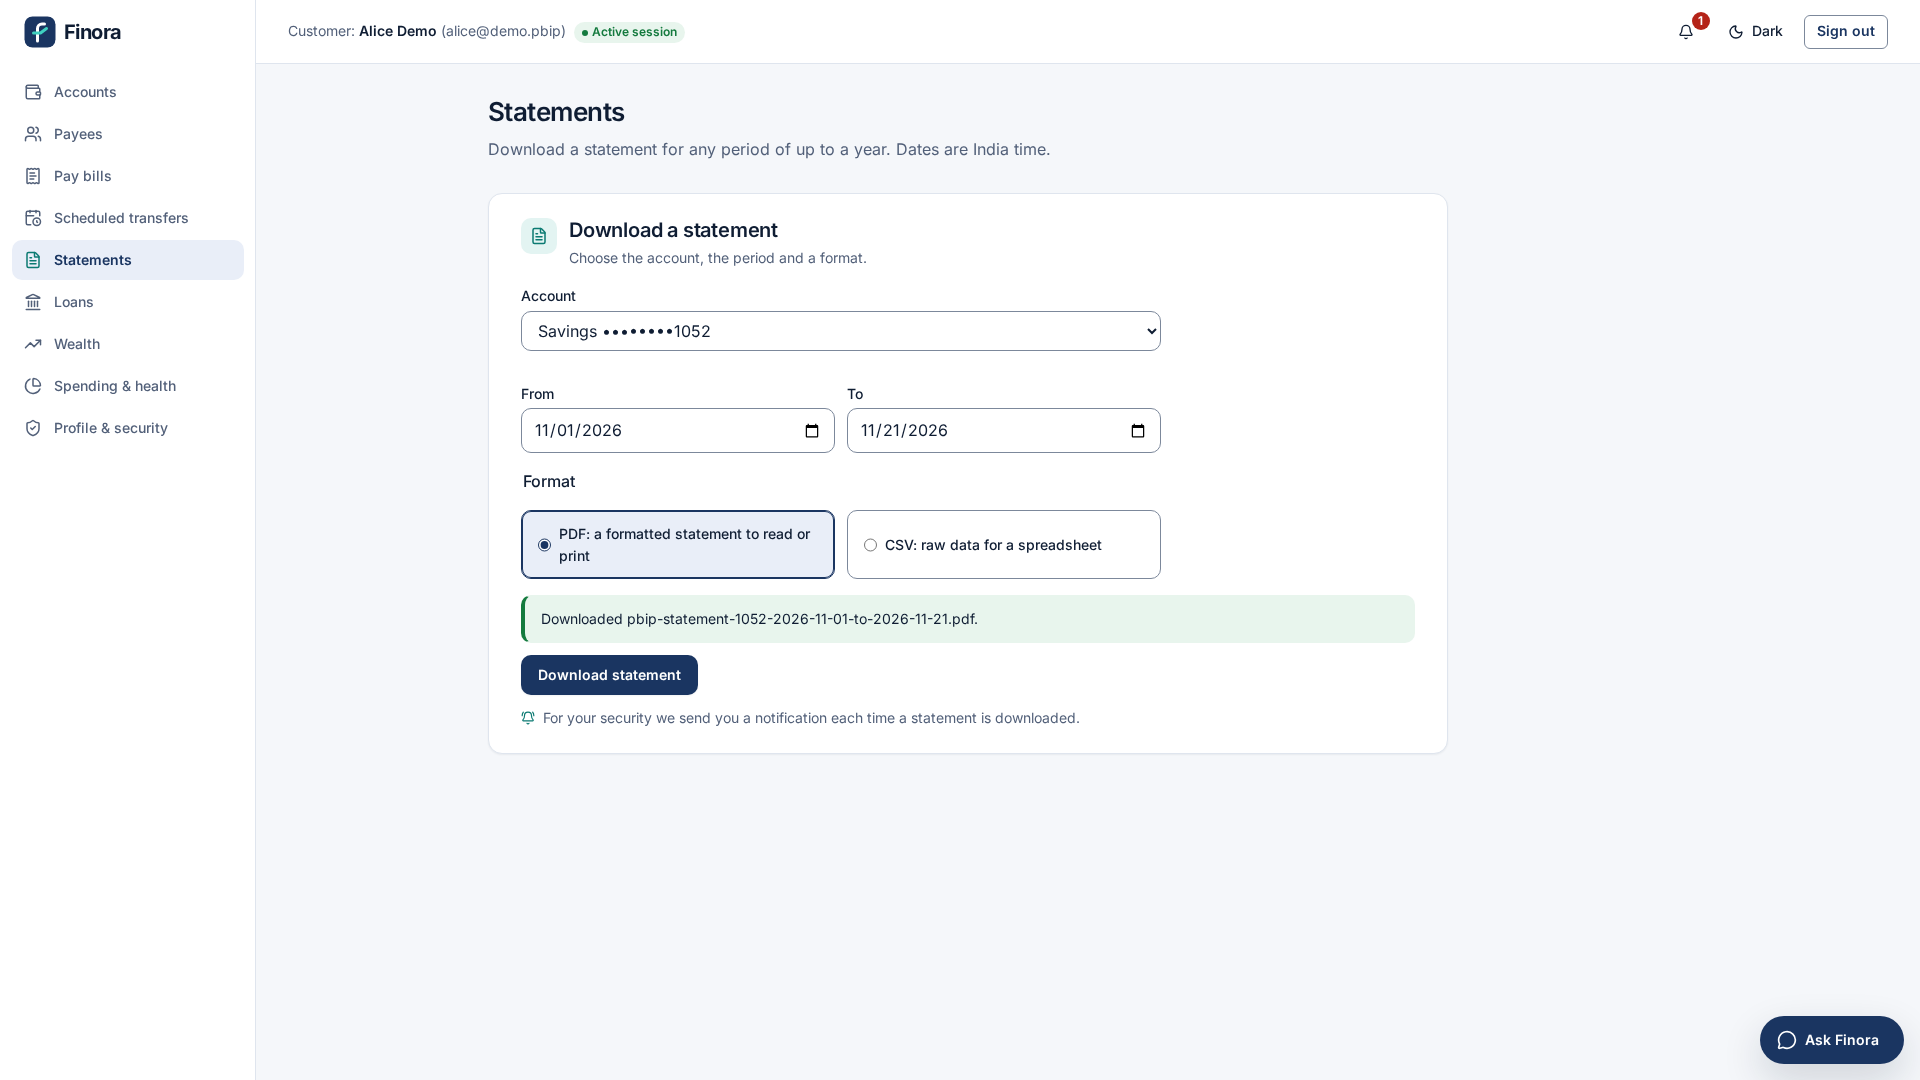 Finora
Customer: Alice Demo (alice@demo.pbip) Active session
1
Dark
Sign out
Accounts
Payees
Pay bills
Scheduled transfers
Statements
Loans
Wealth
Spending & health
Profile & security
Statements
Download a statement for any period of up to a year. Dates are India time.
Download a statement
Choose the account, the period and a format.
Account
Savings ••••••••1052
From
To
11/01/2026
11/21/2026
Format
PDF: a formatted statement to read or
print
CSV: raw data for a spreadsheet
Downloaded pbip-statement-1052-2026-11-01-to-2026-11-21.pdf.
Download statement
For your security we send you a notification each time a statement is downloaded.
Ask Finora